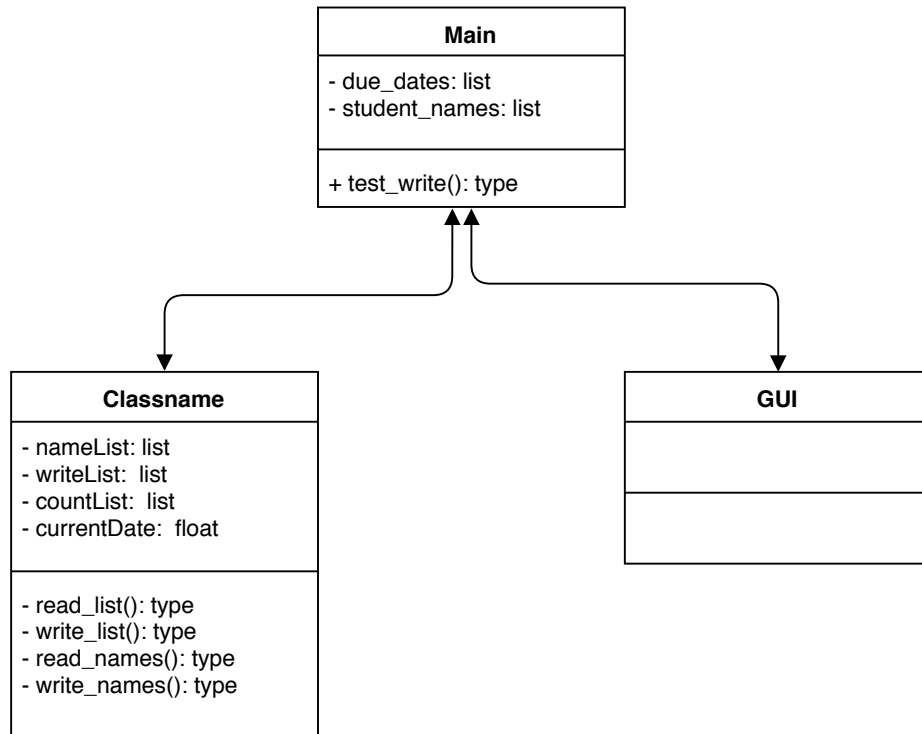 Main
- due_dates: list
- student_names: list
+ test_write(): type
Classname
- nameList: list
- writeList:  list
- countList:  list
- currentDate:  float
- read_list(): type
- write_list(): type
- read_names(): type
- write_names(): type
GUI